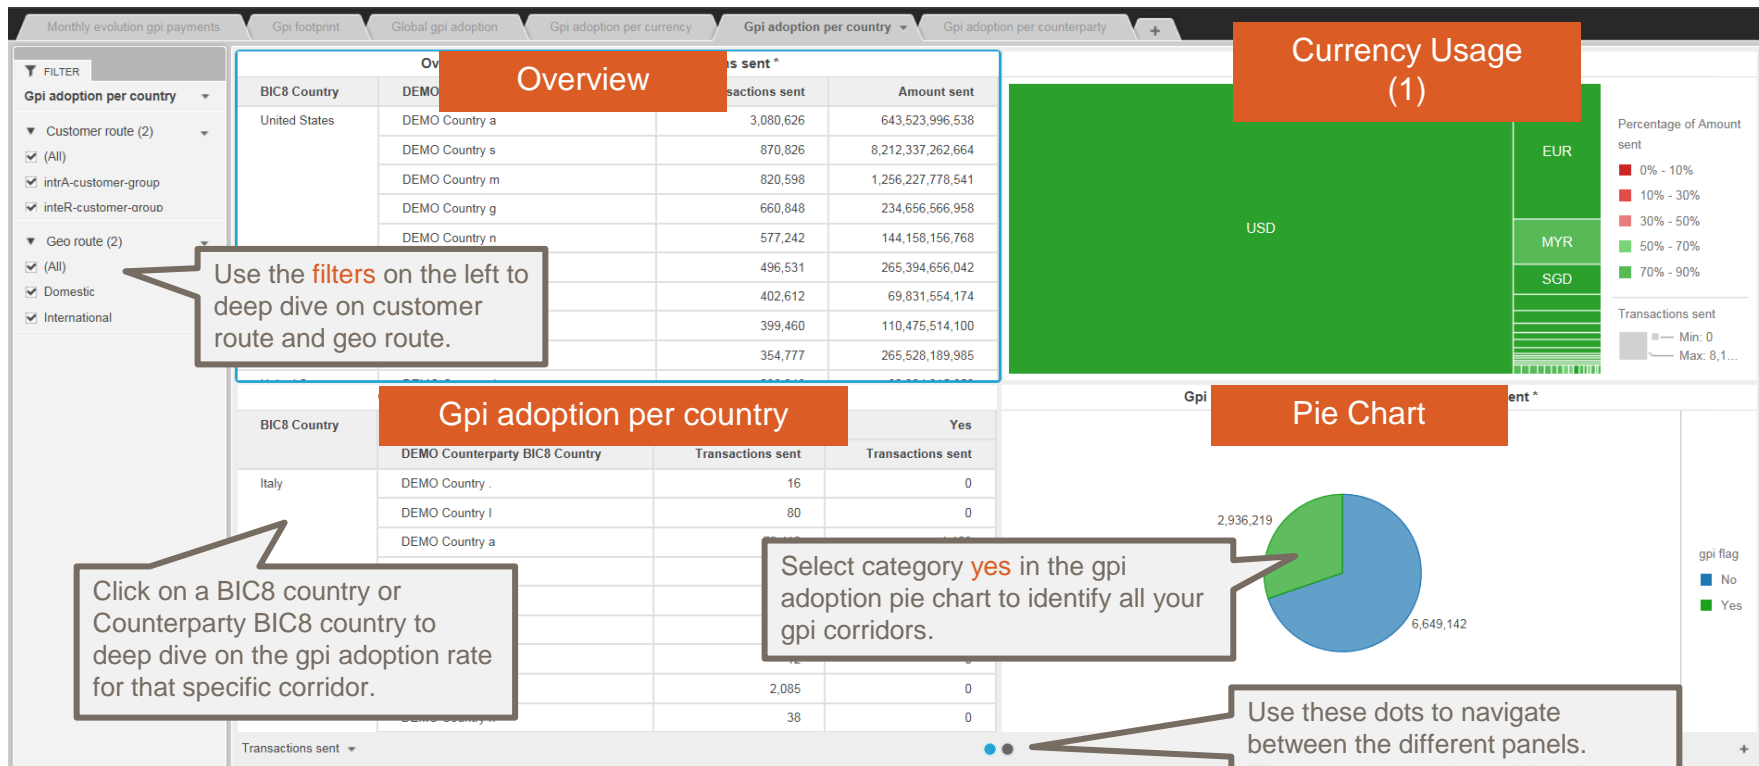 Monthly evolution gpi payments
Gpi footprint
Global gpi adoption
Gpi adoption per currency
Gpi adoption per country
Gpi adoption per counterparty
+
FILTER
Gpi adoption per country
Customer route (2)
(All)
intrA-customer-group
inteR-customer-group
Geo route (2)
(All)
Domestic
International
Use the filters on the left to
deep dive on customer
route and geo route.
Overview
sent *
BIC8 Country DEMO sent Amount sent
United States DEMO Country a 3,080,626 643,523,996,538
DEMO Country s 870,826 8,212,337,262,664
DEMO Country m 820,598 1,256,227,778,541
DEMO Country g 660,848 234,656,566,958
DEMO Country n 577,242 144,158,156,768
496,531 265,394,656,042
402,612 69,831,554,174
399,460 110,475,514,100
354,777 265,528,189,985
Currency Usage
(1)
USD
EUR
MYR
SGD
Percentage of Amount
sent
0% - 10%
10% - 30%
30% - 50%
50% - 70%
70% - 90%
Transactions sent
Min: 0
Max: 8,1...
Gpi adoption per country
BIC8 Country Yes
DEMO Counterparty BIC8 Country Transactions sent Transactions sent
Italy DEMO Country . 16 0
DEMO Country l 80 0
DEMO Country a
2,085 0
38 0
Click on a BIC8 country or
Counterparty BIC8 country to
deep dive on the gpi adoption rate
for that specific corridor.
Gpi
Pie Chart
2,936,219
6,649,142
gpi flag
No
Yes
Select category yes in the gpi
adoption pie chart to identify all your
gpi corridors.
Use these dots to navigate
between the different panels.
Transactions sent
+